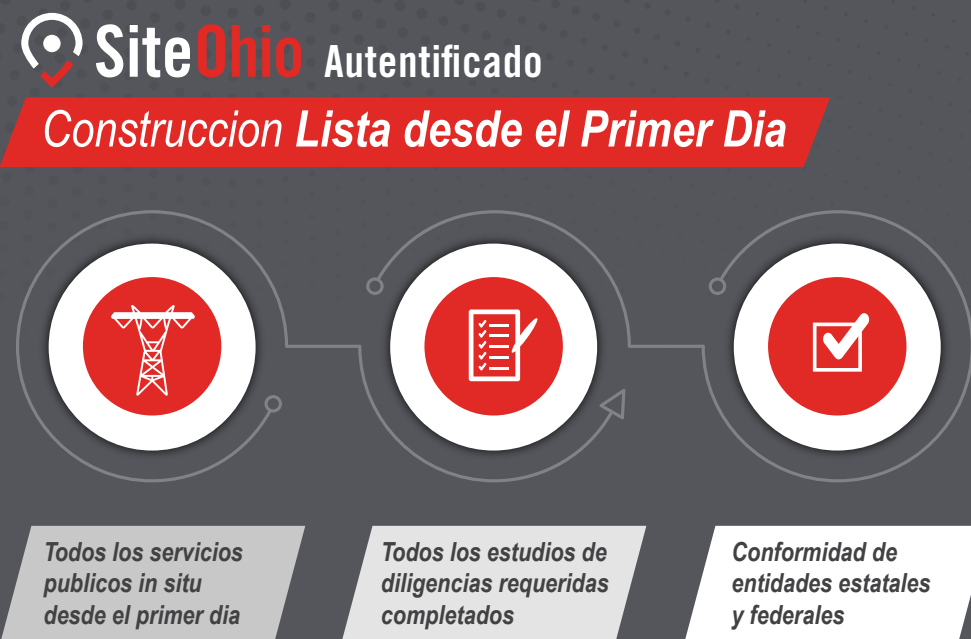 SiteOhio Autentificado
Construccion Lista desde el Primer Dia
Todos los servicios
publicos in situ
desde el primer dia
Todos los estudios de
diligencias requeridas
completados
Conformidad de
entidades estatales
y federales